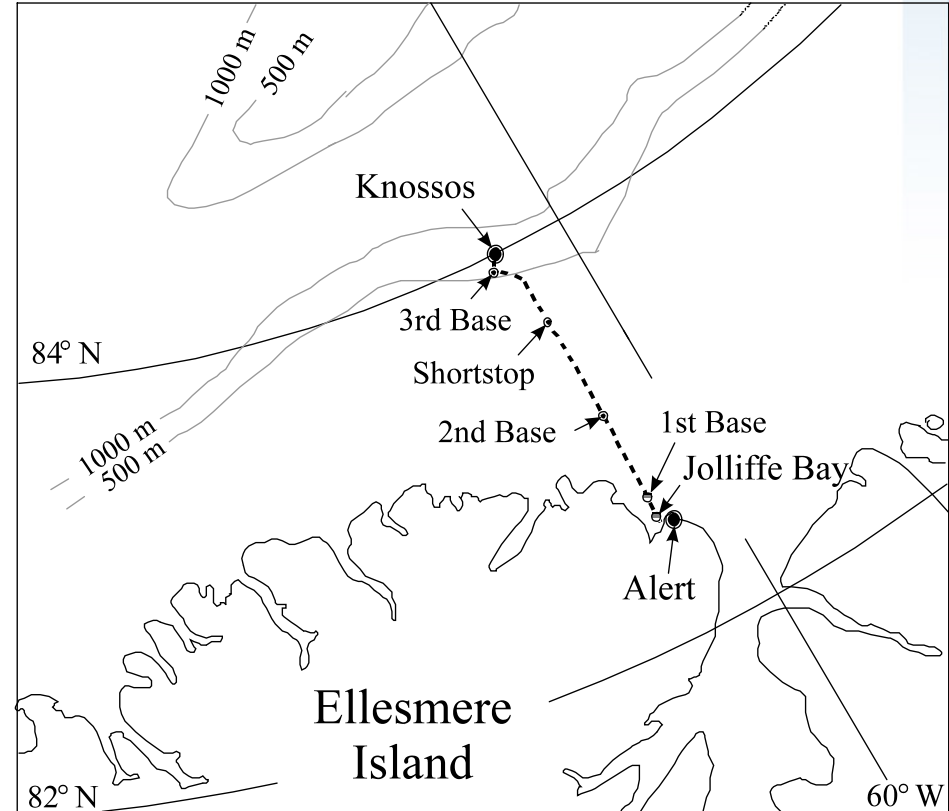 1000 m
500 m
Knossos
3rd Base
84° N
Shortstop
1st Base
2nd Base
1000 m
500 m
Jolliffe Bay
Alert
Ellesmere
Island
82° N
60° W